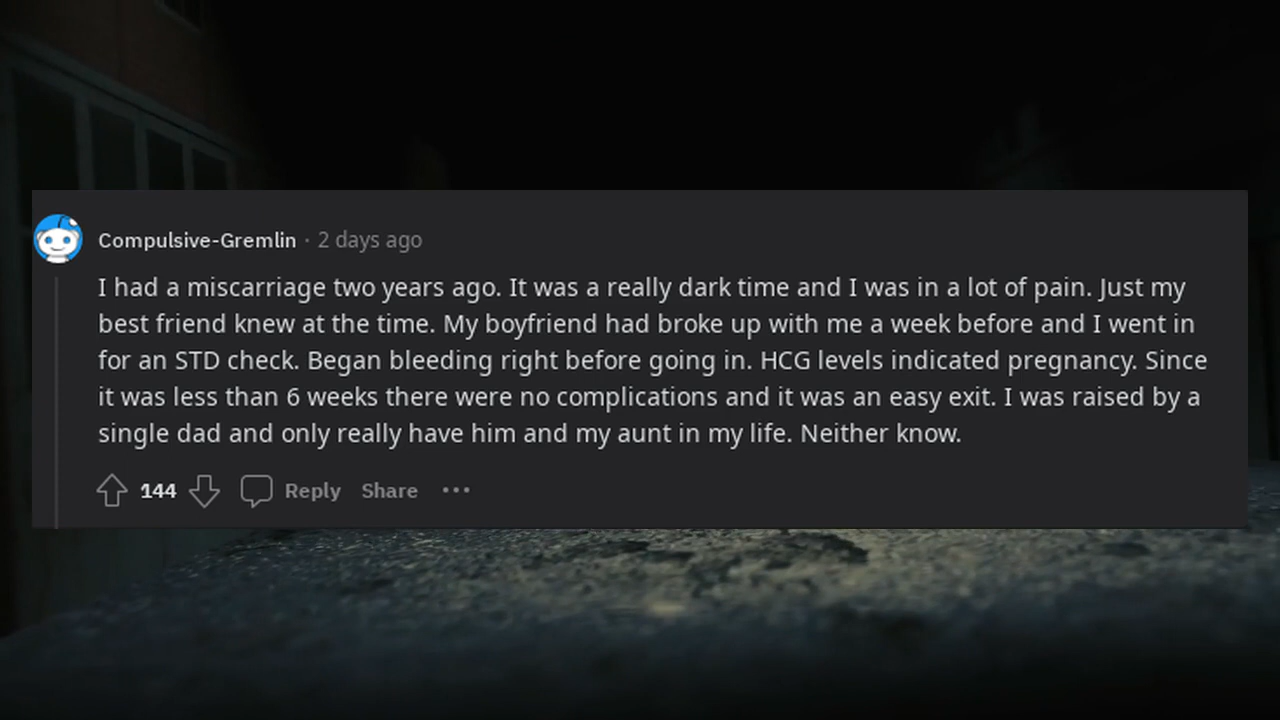 Compulsive-Gremlin · 2 days ago
I had a miscarriage two years ago. It was a really dark time and I was in a lot of pain. Just my
best friend knew at the time. My boyfriend had broke up with me a week before and I went in
for an STD check. Began bleeding right before going in. HCG levels indicated pregnancy. Since
it was less than 6 weeks there were no complications and it was an easy exit. I was raised by a
single dad and only really have him and my aunt in my life. Neither know.
144 Reply Share